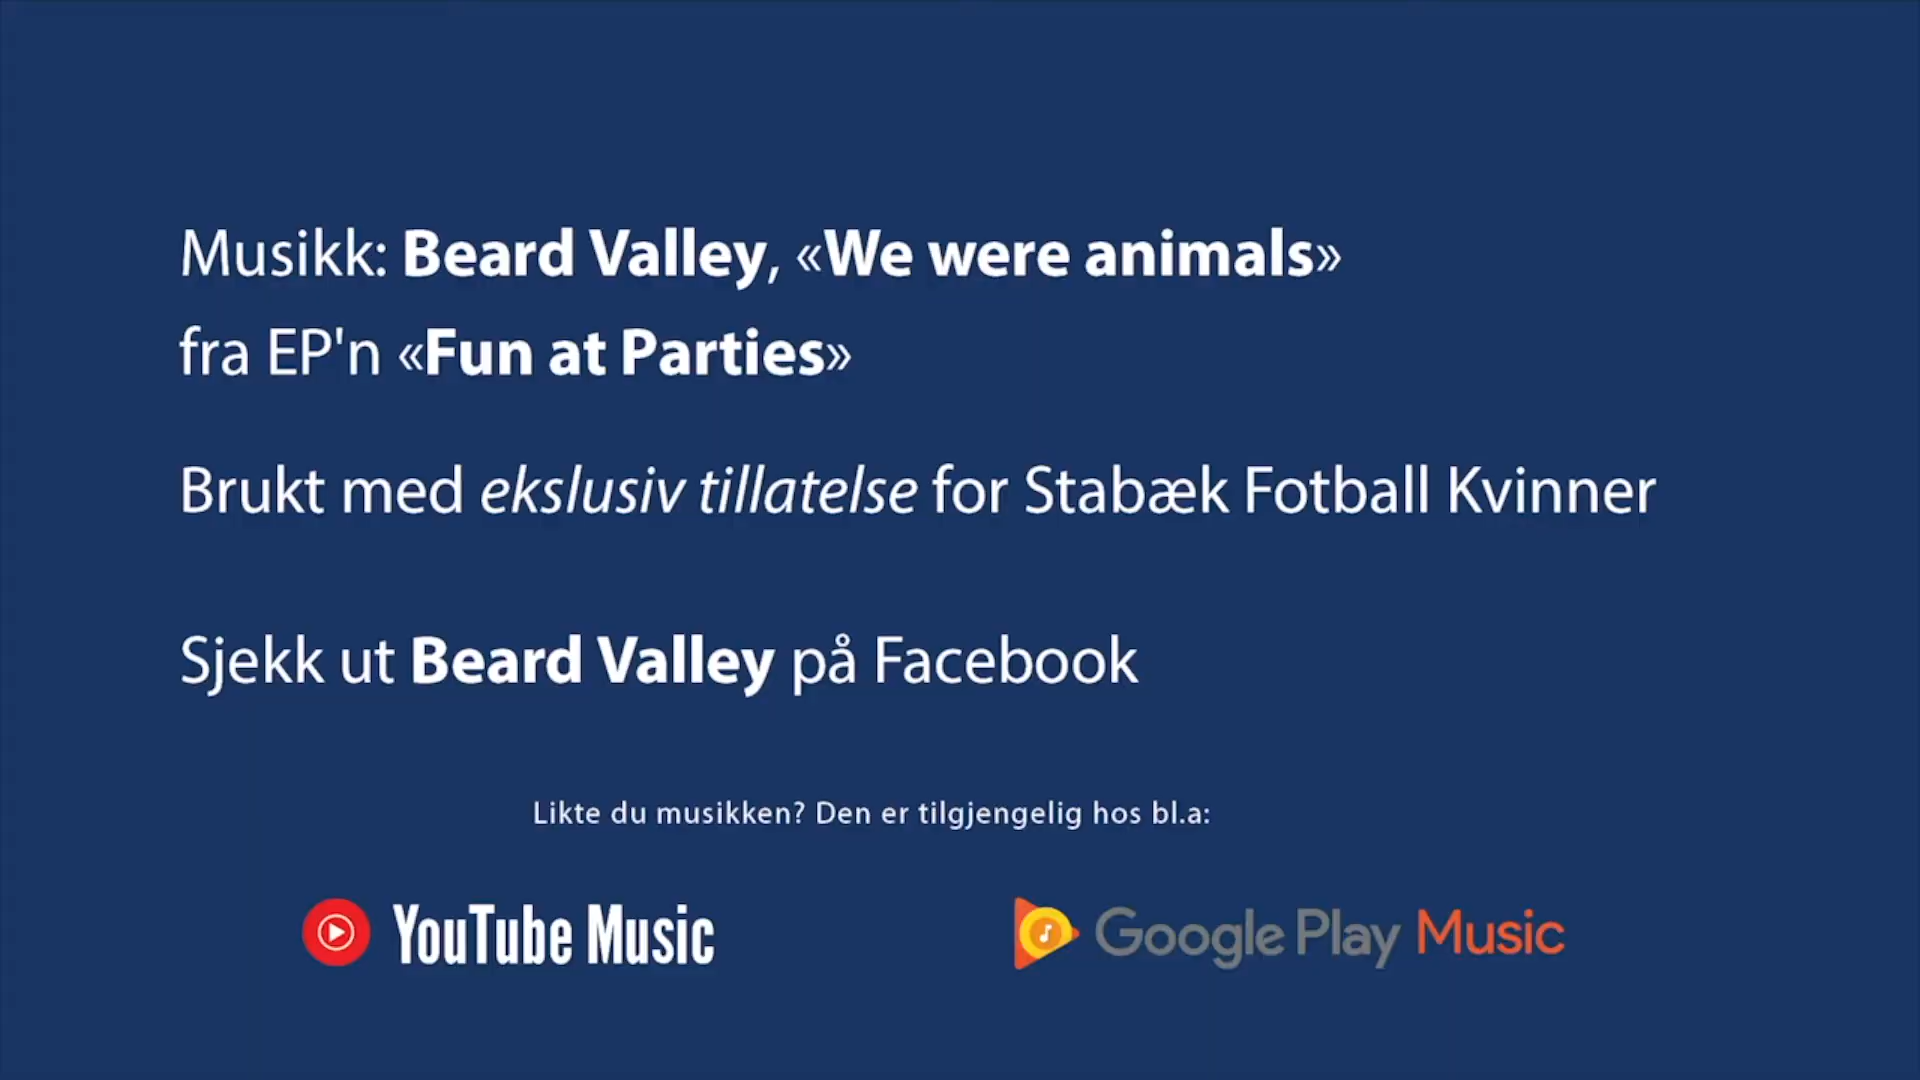 Musikk: Beard Valley, «We were animals»
fra EP'n «Fun at Parties»
Brukt med ekslusiv tillatelse for Stabæk Fotball Kvinner
Sjekk ut Beard Valley på Facebook
Likte du musikken? Den er tilgjengelig hos bl.a:
YouTube Music
Google Play Music